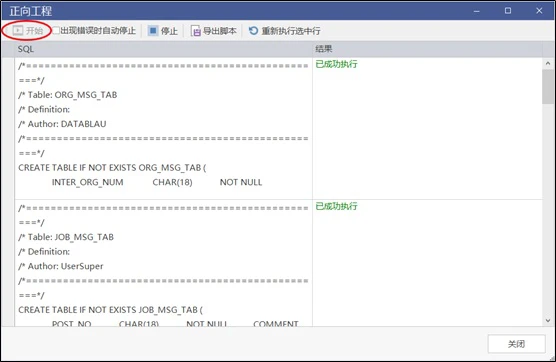 正向工程
开始 出现错误时自动停止 停止 导出脚本 重新执行选中行
SQL 结果
/*==============================================
===*/
/* Table: ORG_MSG_TAB
/* Definition:
/* Author: DATABLAU
/*==============================================
===*/
CREATE TABLE IF NOT EXISTS ORG_MSG_TAB (
INTER_ORG_NUM CHAR(18) NOT NULL
已成功执行
/*==============================================
===*/
/* Table: JOB_MSG_TAB
/* Definition:
/* Author: UserSuper
/*==============================================
===*/
CREATE TABLE IF NOT EXISTS JOB_MSG_TAB (
POST_NO CHAR(18) NOT NULL COMMENT
已成功执行
关闭